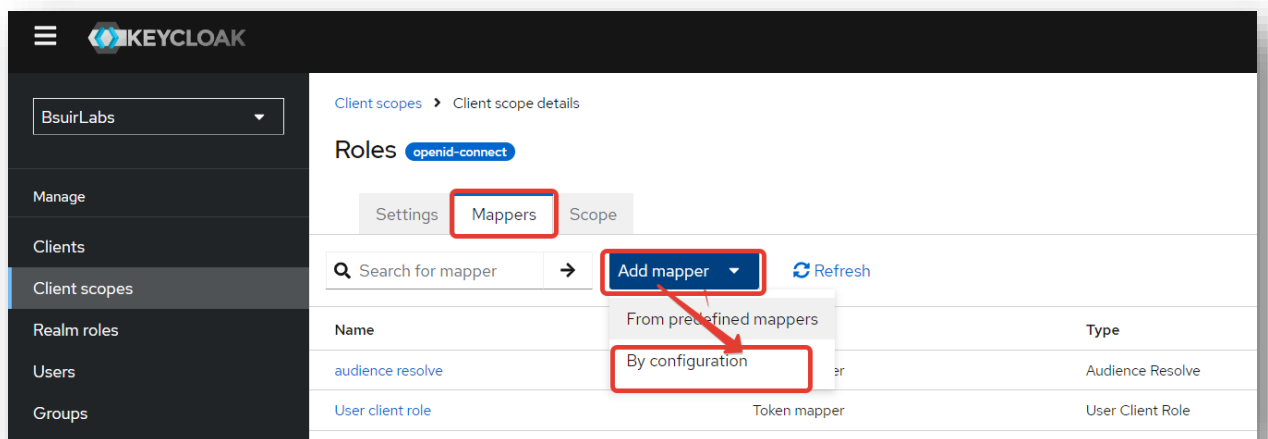 KEYCLOAK
BsuirLabs
Manage
Clients
Client scopes
Realm roles
Users
Groups
Client scopes > Client scope details
Roles openid-connect
Settings Mappers Scope
Search for mapper Add mapper Refresh
From predefined mappers
By configuration
Name Type
audience resolve er Audience Resolve
User client role Token mapper User Client Role